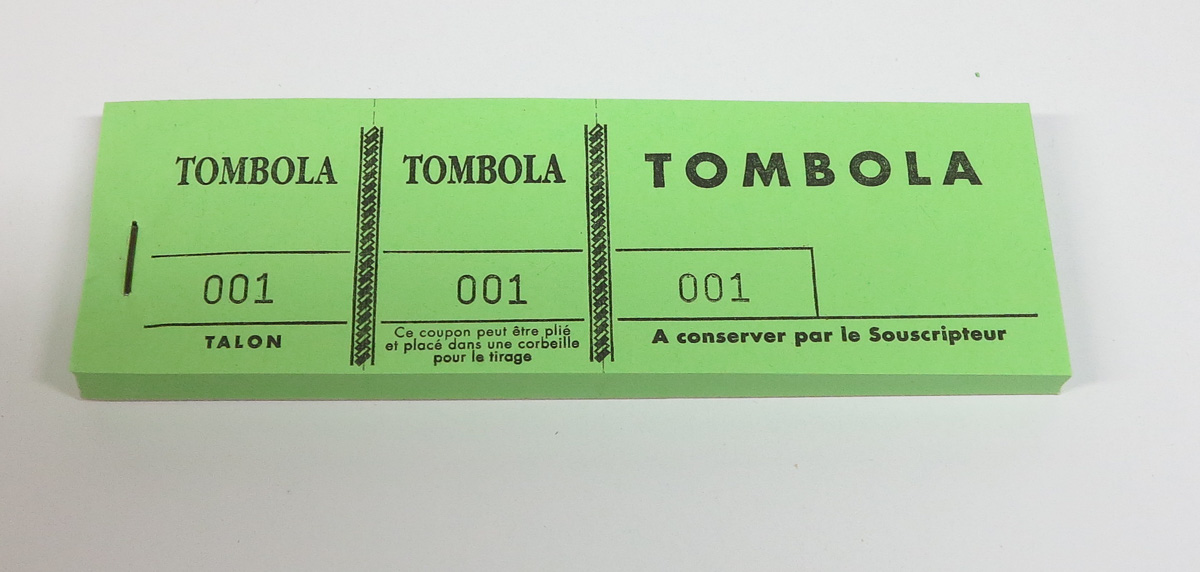 TOMBOLA
001
TALON
TOMBOLA
001
Ce coupon peut être plié
et placé dans une corbeille
pour le tirage
TOMBOLA
001
A conserver par le Souscripteur